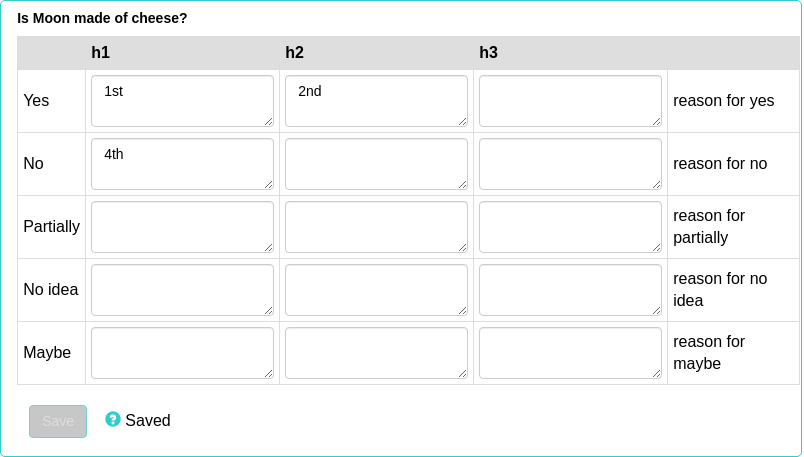 Is Moon made of cheese?
h1 h2 h3
Yes 1st 2nd reason for yes
No 4th reason for no
Partially reason for
partially
No idea reason for no
idea
Maybe reason for
maybe
Save ? Saved